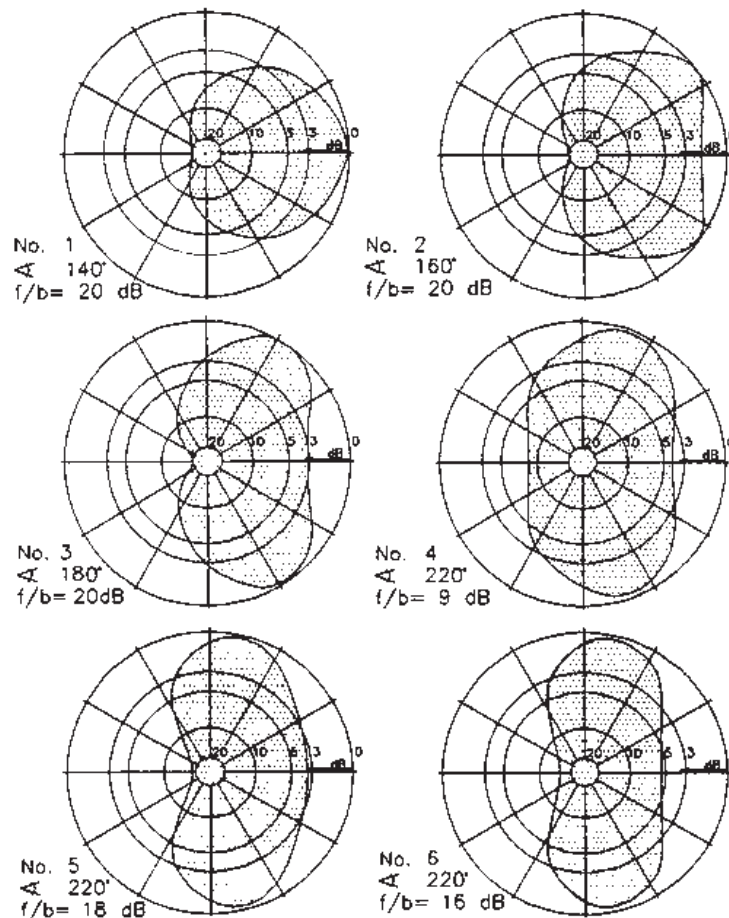 20 10 5 3 0
dB
No. 1
∢ 140°
f/b= 20 dB
20 10 5 3 0
dB
No. 2
∢ 160°
f/b= 20 dB
20 10 5 3 0
dB
No. 3
∢ 180°
f/b= 20dB
20 10 5 3 0
dB
No. 4
∢ 220°
f/b= 9 dB
20 10 5 3 0
dB
No. 5
∢ 220°
f/b= 18 dB
20 10 5 3 0
dB
No. 6
∢ 220°
f/b= 16 dB